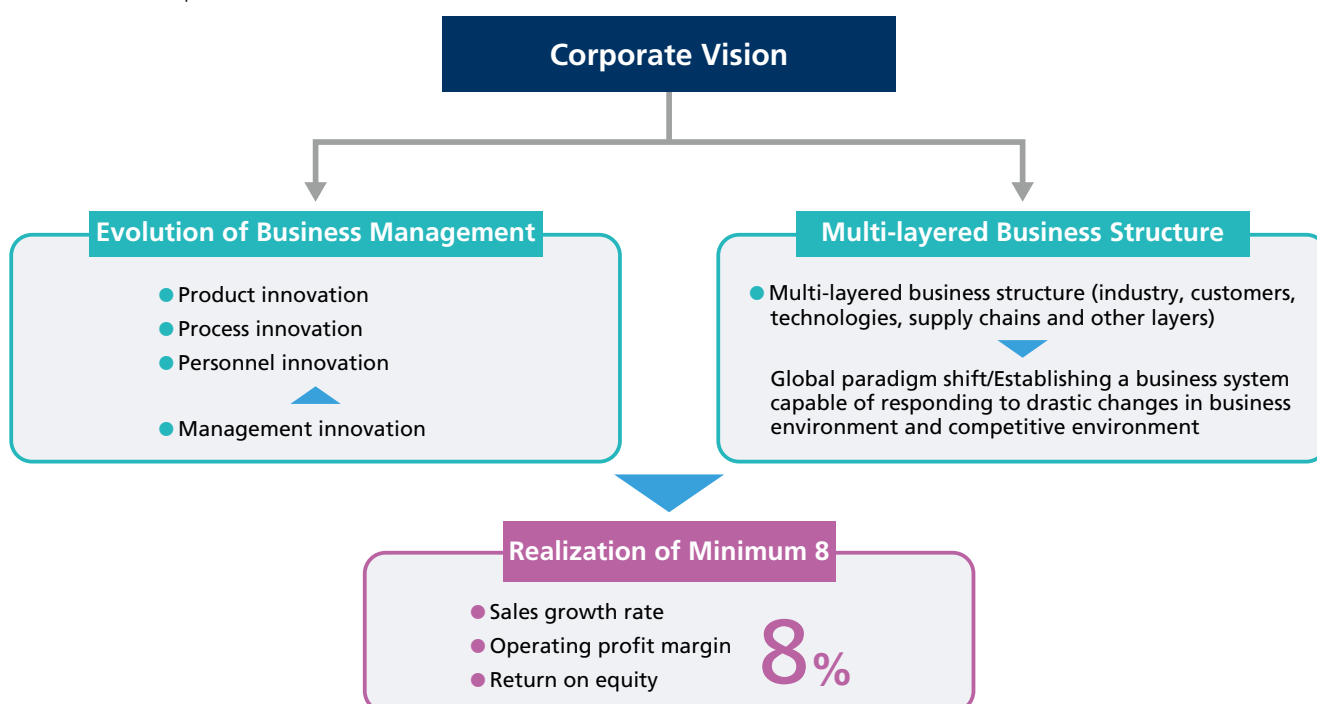 Corporate Vision
Evolution of Business Management
Product innovation
Process innovation
Personnel innovation
Management innovation
Multi-layered Business Structure
Multi-layered business structure (industry, customers,
technologies, supply chains and other layers)
Global paradigm shift/Establishing a business system
capable of responding to drastic changes in business
environment and competitive environment
Realization of Minimum 8
Sales growth rate
Operating profit margin
Return on equity
8%